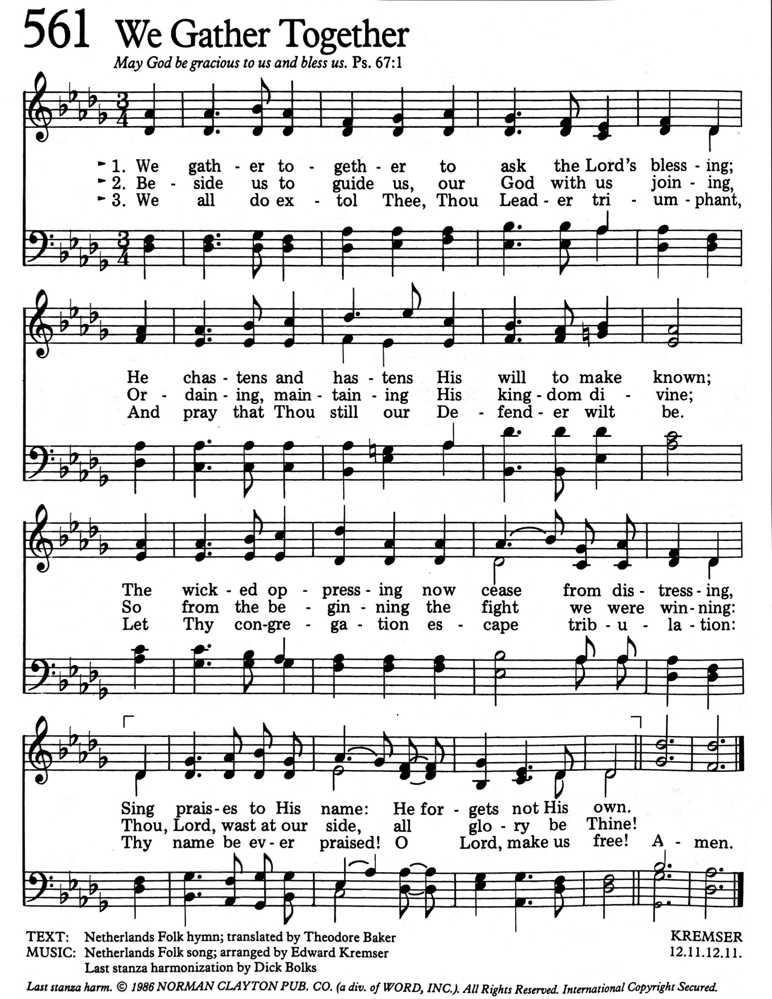 561 We Gather Together
May God be gracious to us and bless us. Ps. 67:1
3 4
1. We gath - er to - geth - er to ask the Lord's bless - ing;
2. Be - side us to guide us, our God with us join - ing,
3. We all do ex - tol Thee, Thou Lead - er tri - um - phant,
3 4
He chas - tens and has - tens His will to make known;
Or - dain - ing, main - tain - ing His king - dom di - vine;
And pray that Thou still our De - fend - er wilt be.
The wick - ed op - press - ing now cease from dis - tress - ing,
So from the be - gin - ning the fight we were win - ning:
Let Thy con-gre - ga - tion es - cape trib - u - la - tion:
Sing prais - es to His name: He for - gets not His own.
Thou, Lord, wast at our side, all glo - ry be Thine!
Thy name be ev - er praised! O Lord, make us free! A - men.
TEXT: Netherlands Folk hymn; translated by Theodore Baker KREMSER
MUSIC: Netherlands Folk song; arranged by Edward Kremser 12.11.12.11.
Last stanza harmonization by Dick Bolks
Last stanza harm. © 1986 NORMAN CLAYTON PUB. CO. (a div. of WORD, INC.). All Rights Reserved. International Copyright Secured.